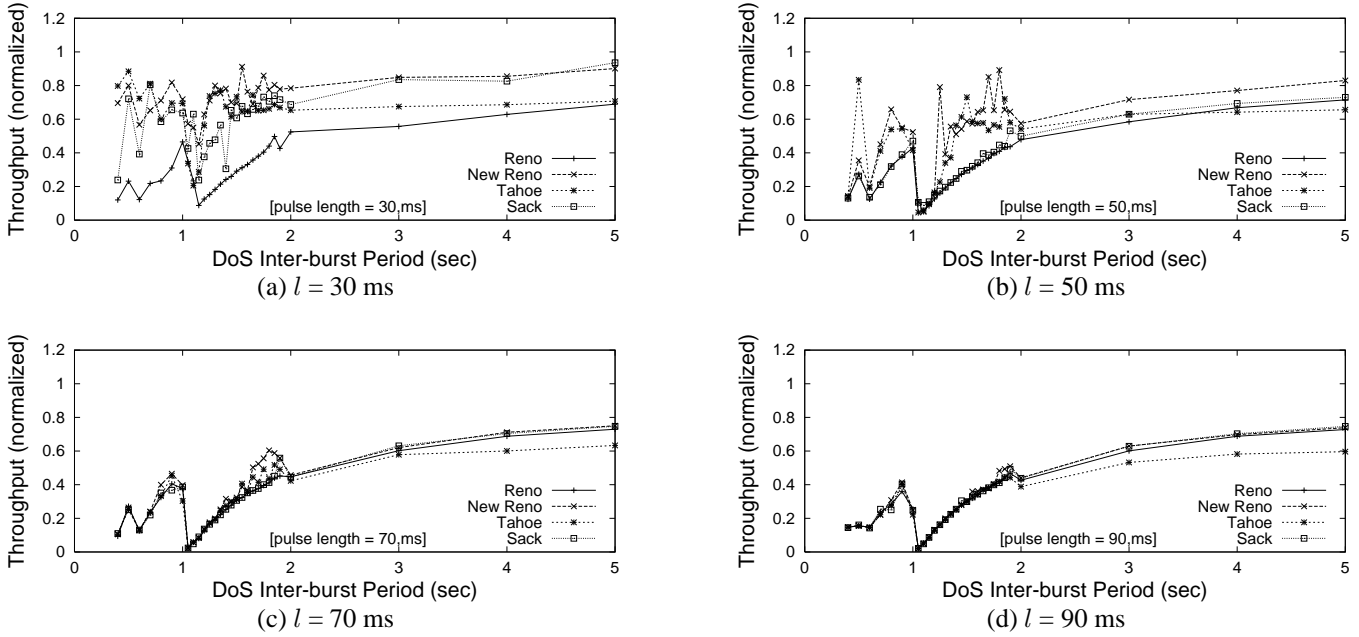 Throughput (normalized)
1.2
1
0.8
0.6
0.4
0.2
0
0 1 2 3 4 5
Reno
New Reno
Tahoe
Sack
[pulse length = 30 ms]
DoS Inter-burst Period (sec)
(a) l = 30 ms
Throughput (normalized)
1.2
1
0.8
0.6
0.4
0.2
0
0 1 2 3 4 5
Reno
New Reno
Tahoe
Sack
[pulse length = 50 ms]
DoS Inter-burst Period (sec)
(b) l = 50 ms
Throughput (normalized)
1.2
1
0.8
0.6
0.4
0.2
0
0 1 2 3 4 5
Reno
New Reno
Tahoe
Sack
[pulse length = 70 ms]
DoS Inter-burst Period (sec)
(c) l = 70 ms
Throughput (normalized)
1.2
1
0.8
0.6
0.4
0.2
0
0 1 2 3 4 5
Reno
New Reno
Tahoe
Sack
[pulse length = 90 ms]
DoS Inter-burst Period (sec)
(d) l = 90 ms